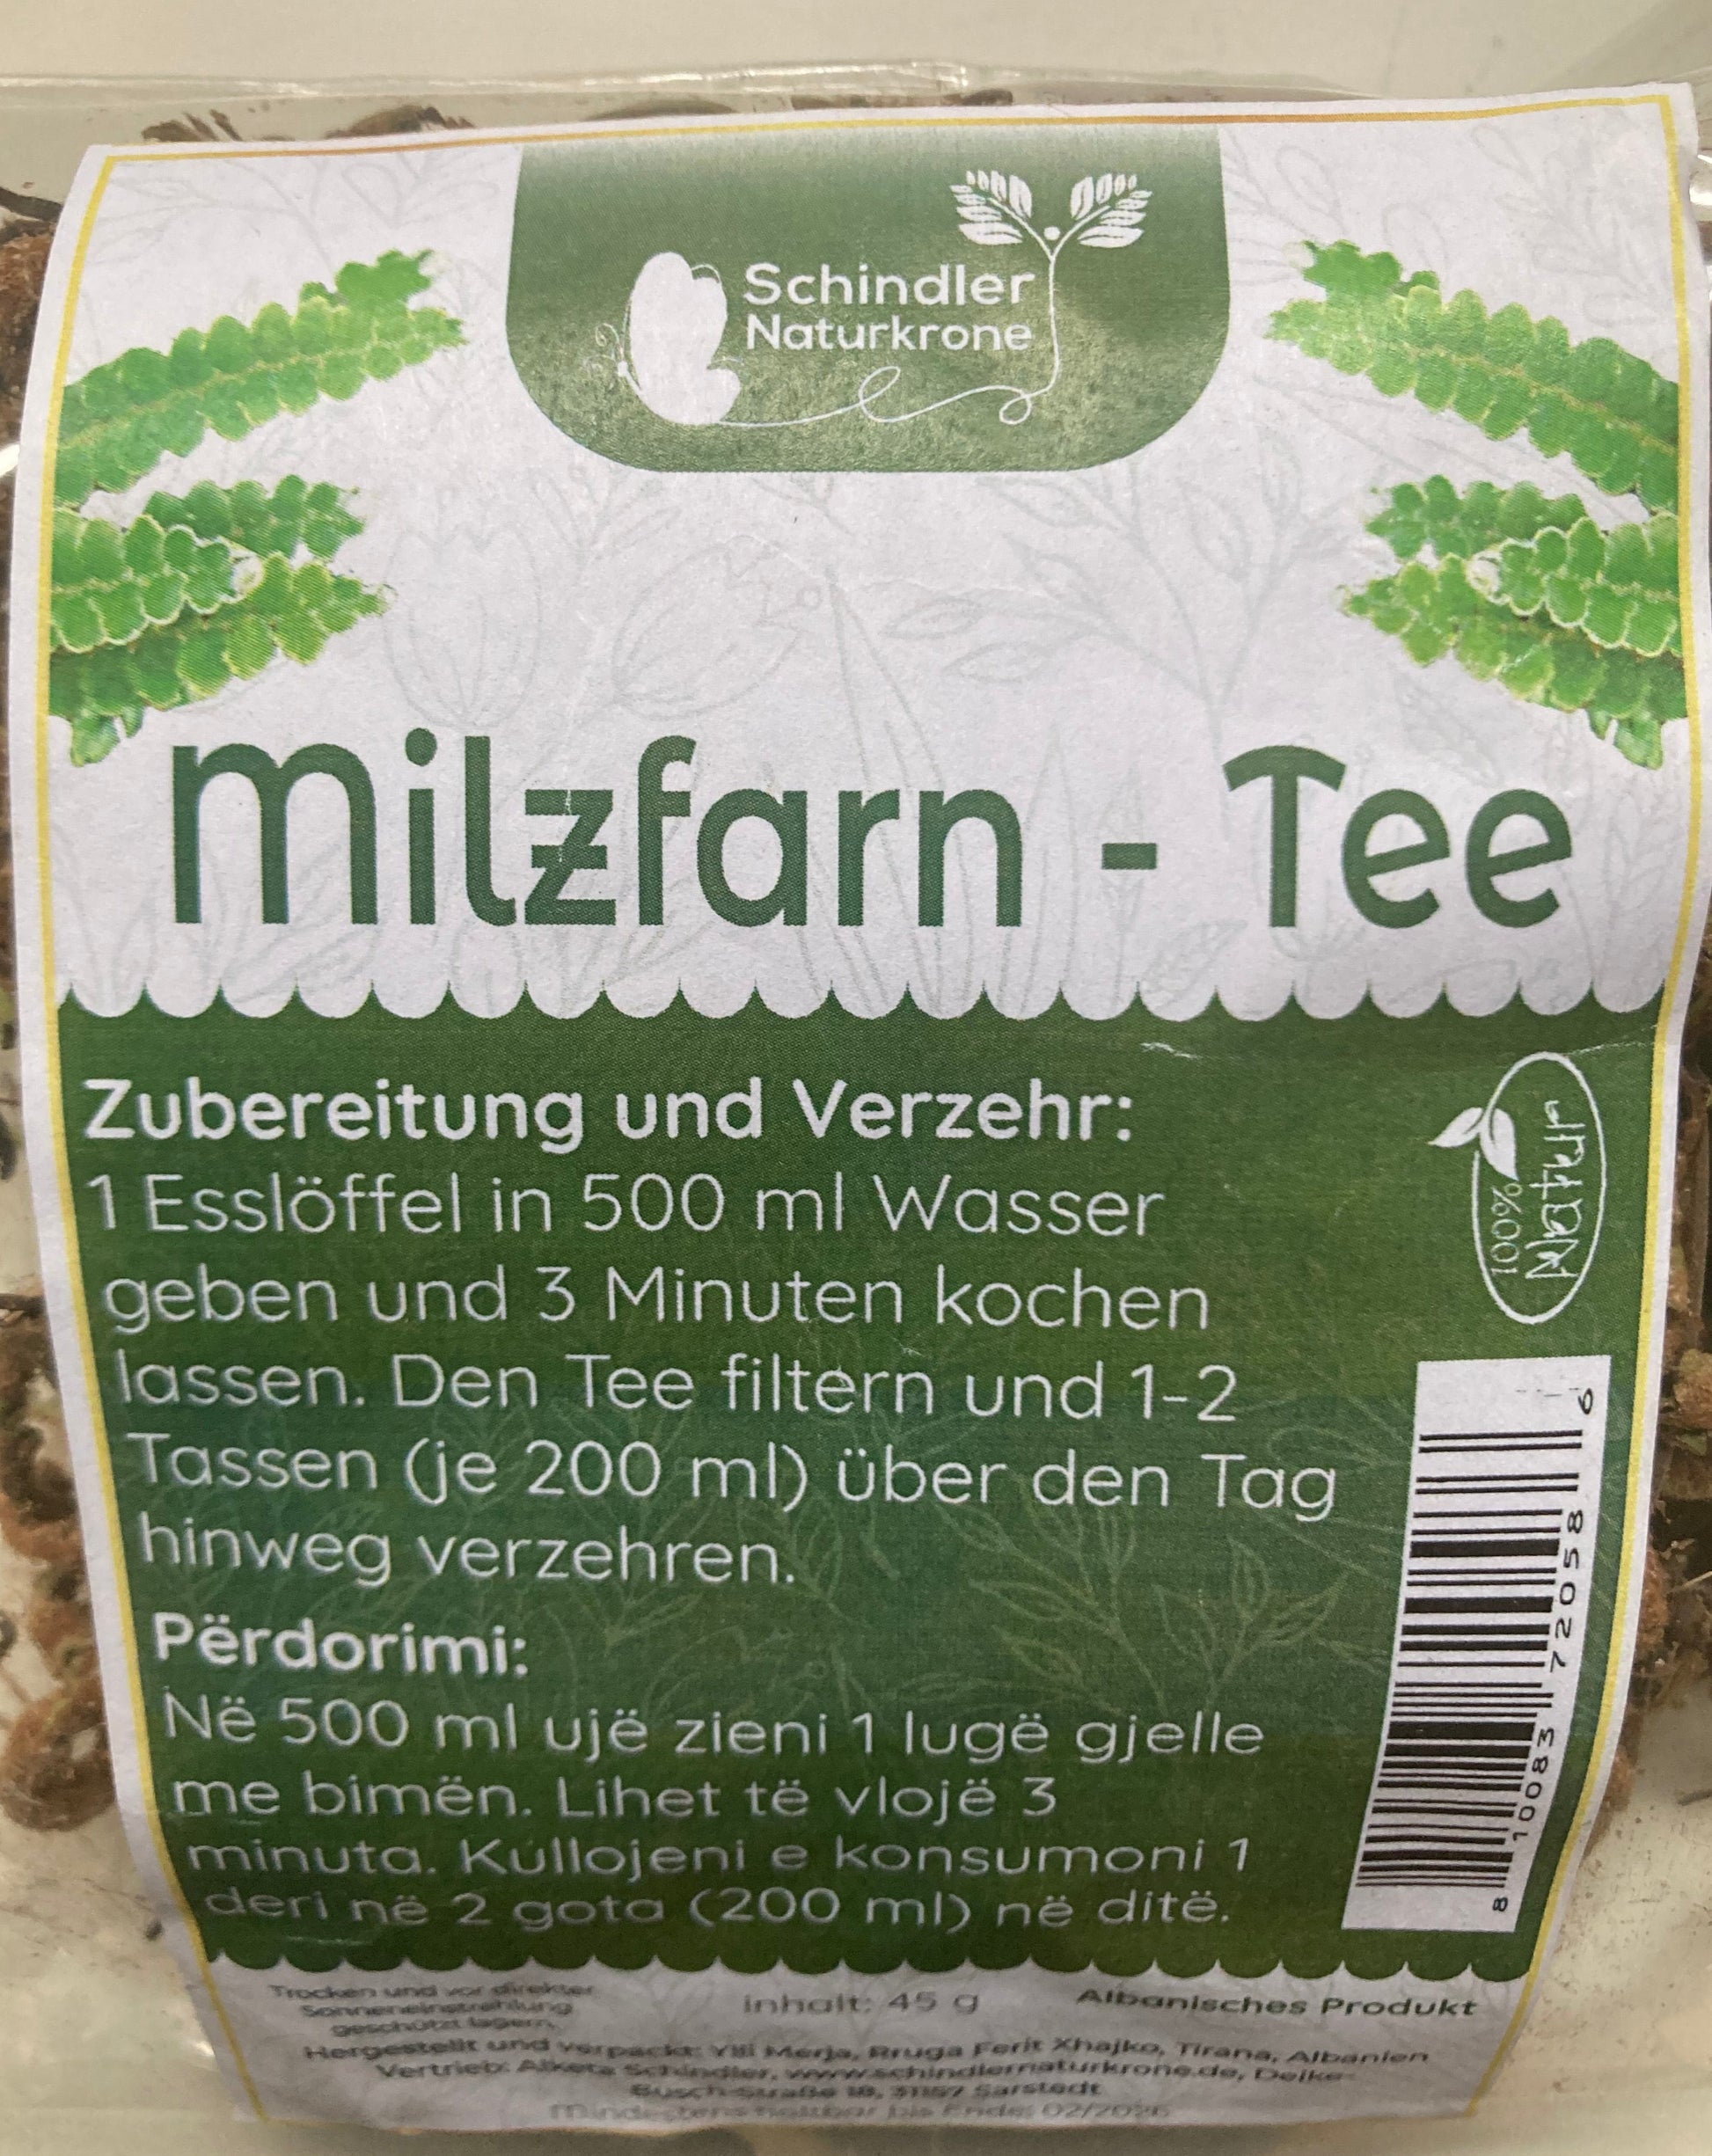 Schindler
Naturkrone
Milzfarn - Tee
Zubereitung und Verzehr:
1 Esslöffel in 500 ml Wasser
geben und 3 Minuten kochen
lassen. Den Tee filtern und 1-2
Tassen (je 200 ml) über den Tag
hinweg verzehren.
100%
Natur
Përdorimi:
Në 500 ml ujë zieni 1 lugë gjelle
me bimën. Lihet të vlojë 3
minuta. Kullojeni e konsumoni 1
deri në 2 gota (200 ml) në ditë.
8 10083 72058 6
Trocken und vor direkter
Sonneneinstrahlung
geschützt lagern.
Inhalt: 45 g
Albanisches Produkt
Hergestellt und verpackt: Ylli Merja, Rruga Ferit Xhajko, Tirana, Albanien
Vertrieb: Alketa Schindler, www.schindlernaturkrone.de, Deike-
Busch-Straße 18, 31157 Sarstedt
Mindestens haltbar bis Ende: 02/2026